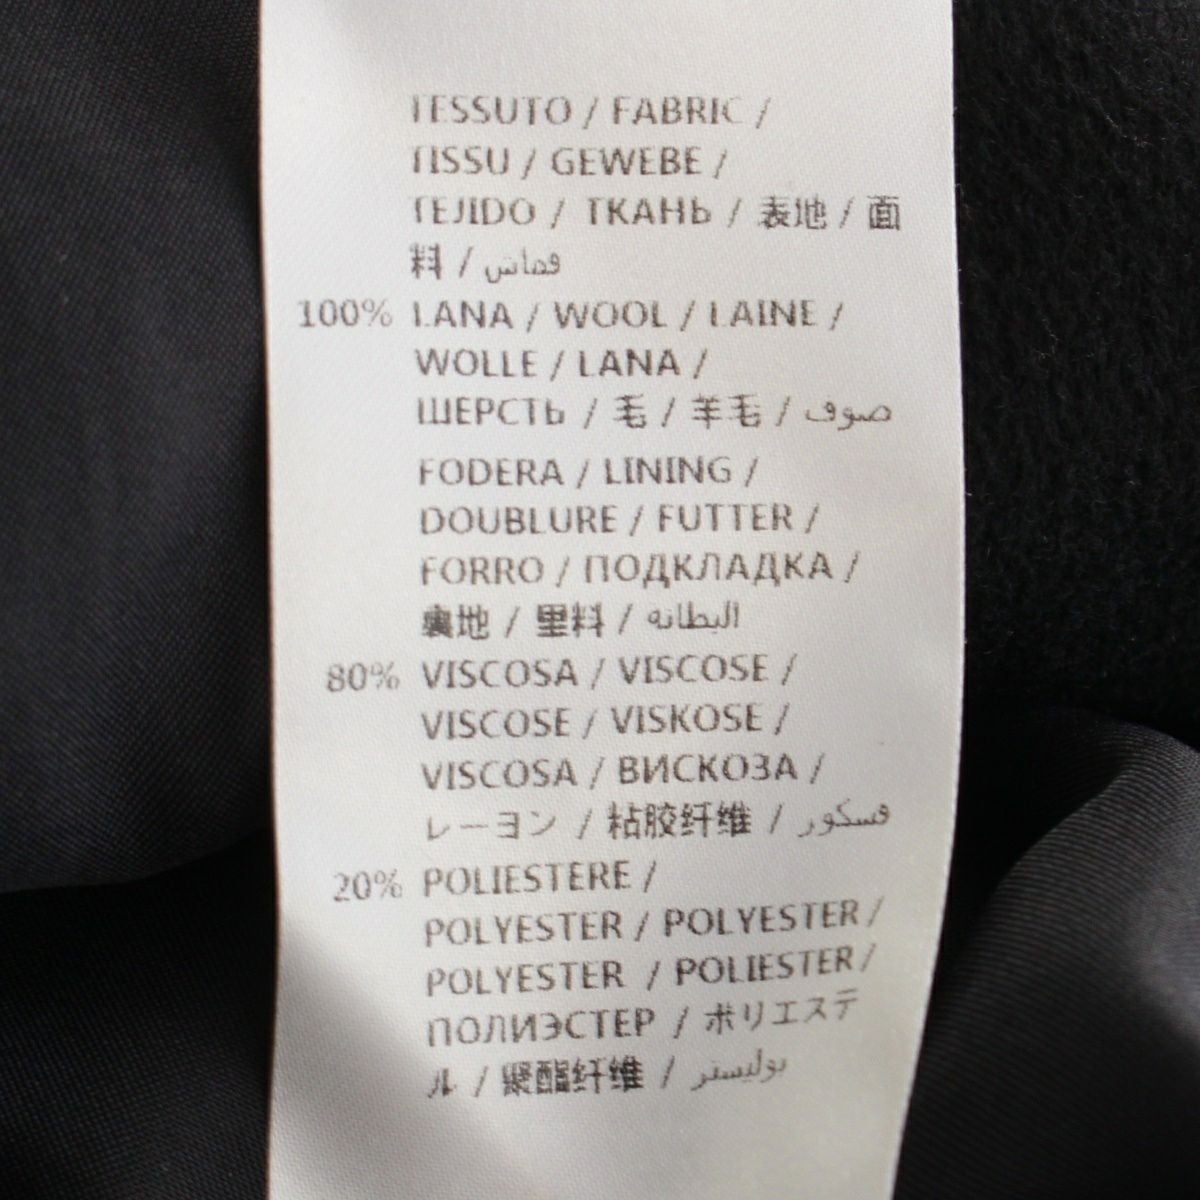 TESSUTO / FABRIC /
TISSU / GEWEBE /
TEJIDO / ТКАНЬ / 表地 / 面
料 / قماش
100% LANA / WOOL / LAINE /
WOLLE / LANA /
ШЕРСТЬ / 毛 / 羊毛 / صوف
FODERA / LINING /
DOUBLURE / FUTTER /
FORRO / ПОДКЛАДКА /
裏地 / 里料 / البطانه
80% VISCOSA / VISCOSE /
VISCOSE / VISKOSE /
VISCOSA / ВИСКОЗА /
レーヨン / 粘胶纤维 / فسكور
20% POLIESTERE /
POLYESTER / POLYESTER /
POLYESTER / POLIESTER /
ПОЛИЭСТЕР / ポリエステ
ル / 聚酯纤维 / بوليستر